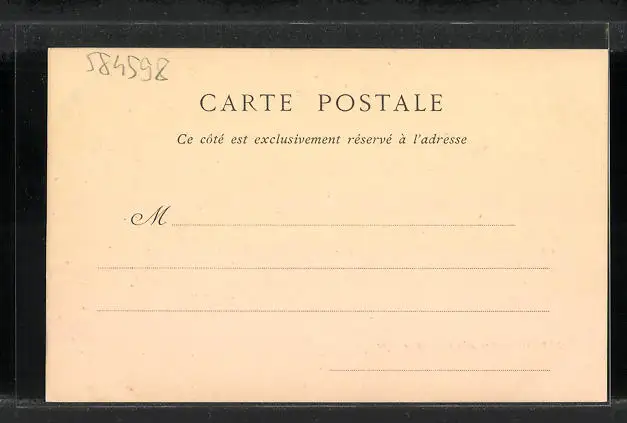 584598
CARTE POSTALE
Ce côté est exclusivement réservé à l'adresse
M